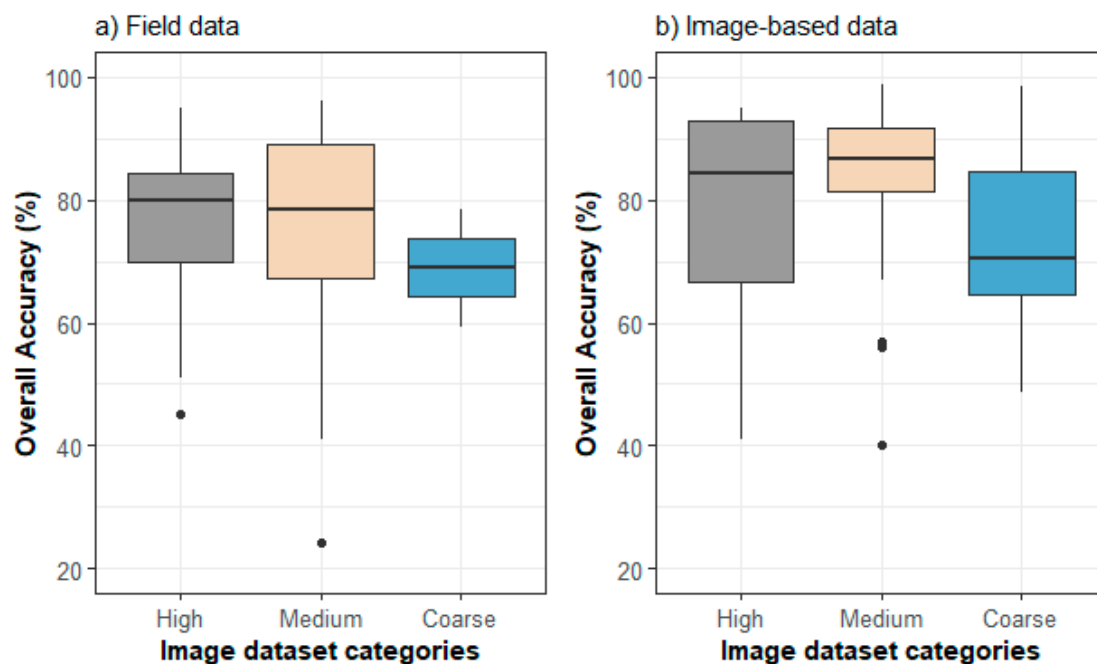 a) Field data
Overall Accuracy (%)
100
80
60
40
20
High Medium Coarse
Image dataset categories
b) Image-based data
Overall Accuracy (%)
100
80
60
40
20
High Medium Coarse
Image dataset categories